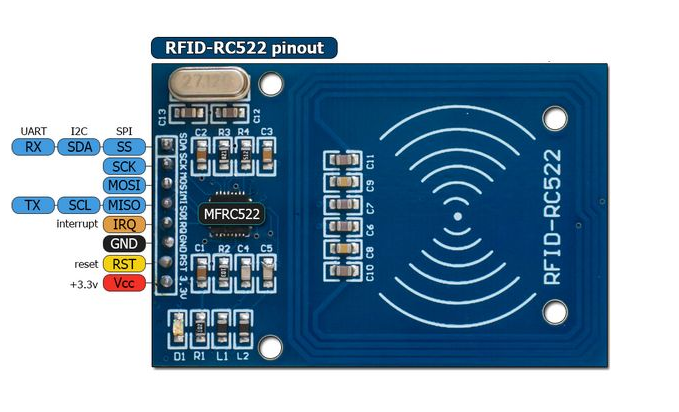 RFID-RC522 pinout
C13
C12
UART I2C SPI
RX SDA SS
SCK
MOSI
TX SCL MISO
interrupt IRQ
GND
reset RST
+3.3v Vcc
SDA SCK MOSI MISO IRQ GND RST 3.3V
C2 R3 R4 C3
MFRC522
C1 R2 C4 C5
D1 R1 L1 L2
C11
C9
C7
C6
C8
C10
RFID-RC522